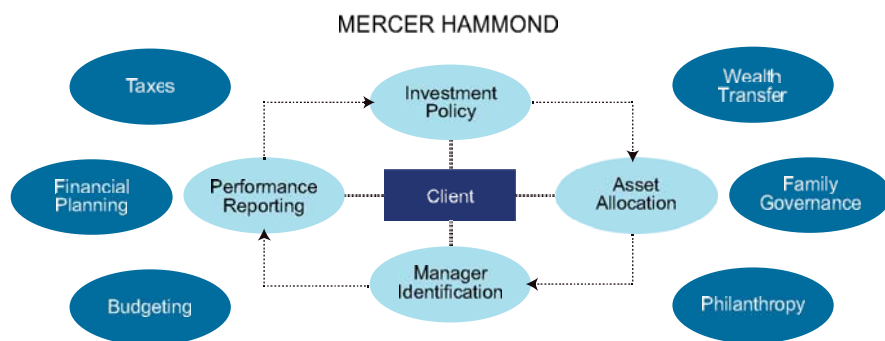 MERCER HAMMOND
Taxes
Investment
Policy
Wealth
Transfer
Financial
Planning
Performance
Reporting
Client
Asset
Allocation
Family
Governance
Budgeting
Manager
Identification
Philanthropy